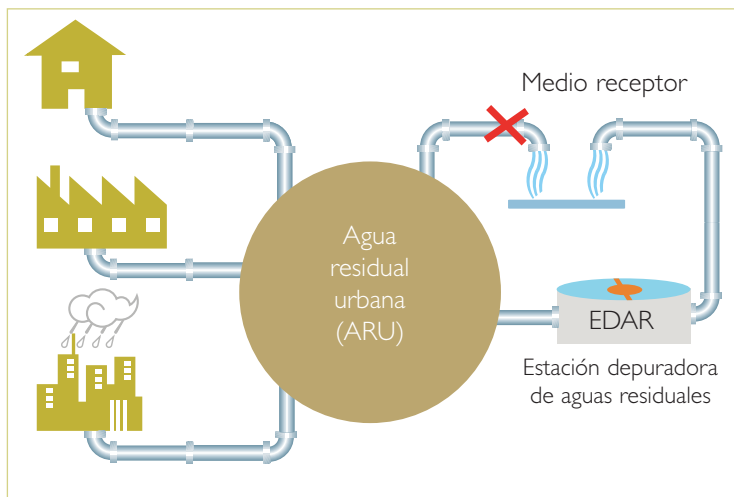 Medio receptor
Agua
residual
urbana
(ARU)
EDAR
Estación depuradora
de aguas residuales